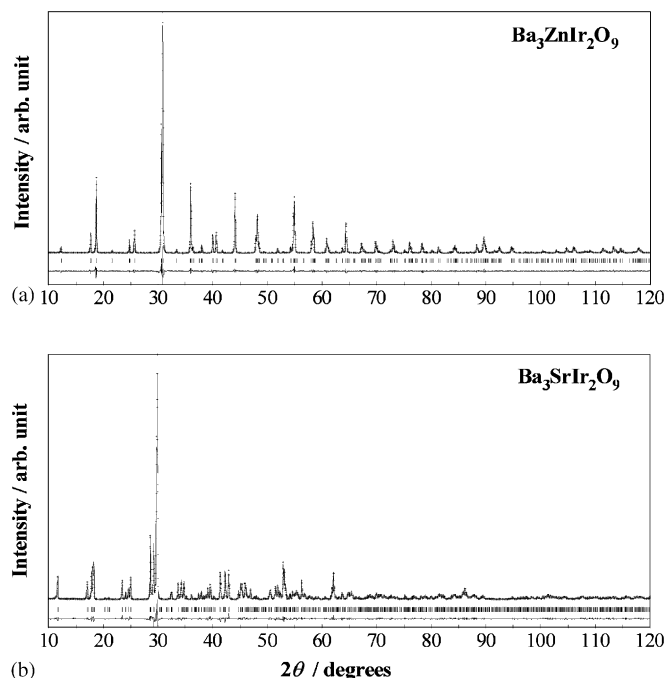 Ba₃ZnIr₂O₉
Intensity / arb. unit
(a)
10 20 30 40 50 60 70 80 90 100 110 120
Ba₃SrIr₂O₉
Intensity / arb. unit
10 20 30 40 50 60 70 80 90 100 110 120
(b)
2θ / degrees